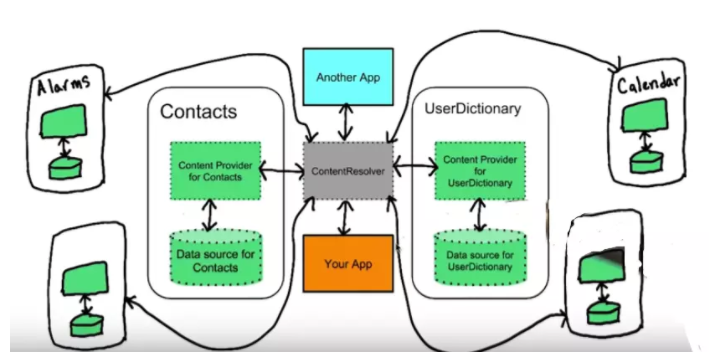 Another App
Alarms
Calendar
Contacts
UserDictionary
Content Provider
for Contacts
ContentResolver
Content Provider
for
UserDictionary
Data source for
Contacts
Your App
Data source for
UserDictionary